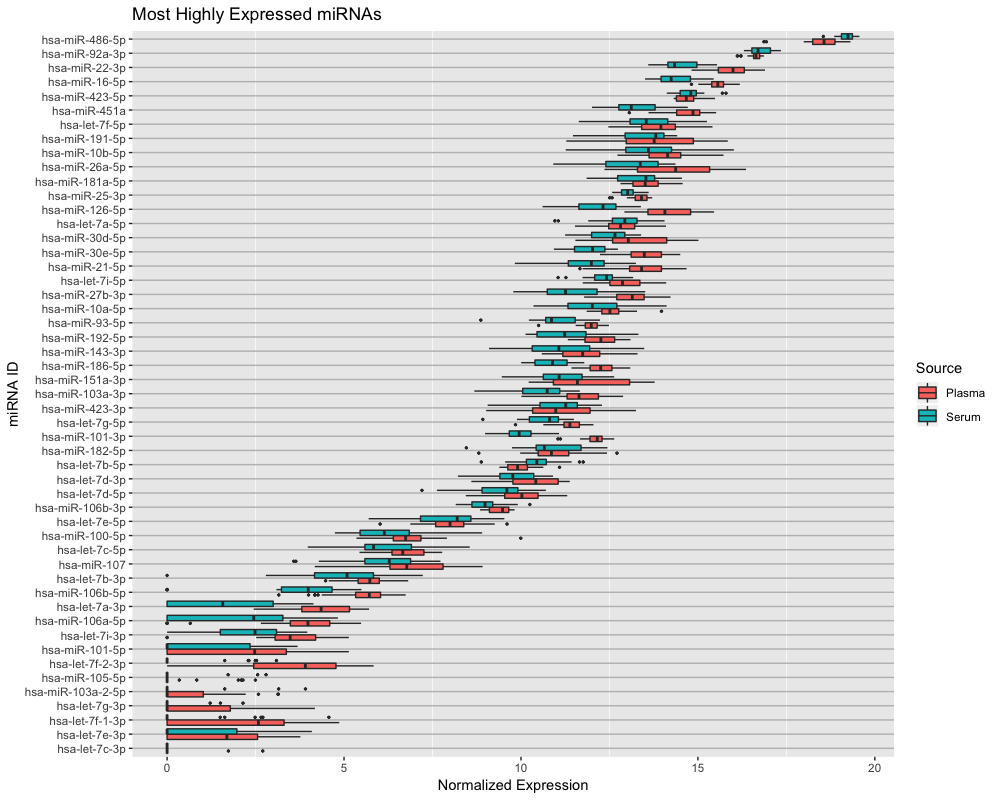 Most Highly Expressed miRNAs
hsa-miR-486-5p
hsa-miR-92a-3p
hsa-miR-22-3p
hsa-miR-16-5p
hsa-miR-423-5p
hsa-miR-451a
hsa-let-7f-5p
hsa-miR-191-5p
hsa-miR-10b-5p
hsa-miR-26a-5p
hsa-miR-181a-5p
hsa-miR-25-3p
hsa-miR-126-5p
hsa-let-7a-5p
hsa-miR-30d-5p
hsa-miR-30e-5p
hsa-miR-21-5p
hsa-let-7i-5p
hsa-miR-27b-3p
hsa-miR-10a-5p
hsa-miR-93-5p
hsa-miR-192-5p
hsa-miR-143-3p
hsa-miR-186-5p
hsa-miR-151a-3p
hsa-miR-103a-3p
hsa-miR-423-3p
hsa-let-7g-5p
hsa-miR-101-3p
hsa-miR-182-5p
hsa-let-7b-5p
hsa-let-7d-3p
hsa-let-7d-5p
hsa-miR-106b-3p
hsa-let-7e-5p
hsa-miR-100-5p
hsa-let-7c-5p
hsa-miR-107
hsa-let-7b-3p
hsa-miR-106b-5p
hsa-let-7a-3p
hsa-miR-106a-5p
hsa-let-7i-3p
hsa-miR-101-5p
hsa-let-7f-2-3p
hsa-miR-105-5p
hsa-miR-103a-2-5p
hsa-let-7g-3p
hsa-let-7f-1-3p
hsa-let-7e-3p
hsa-let-7c-3p
miRNA ID
0 5 10 15 20
Normalized Expression
Source
Plasma
Serum